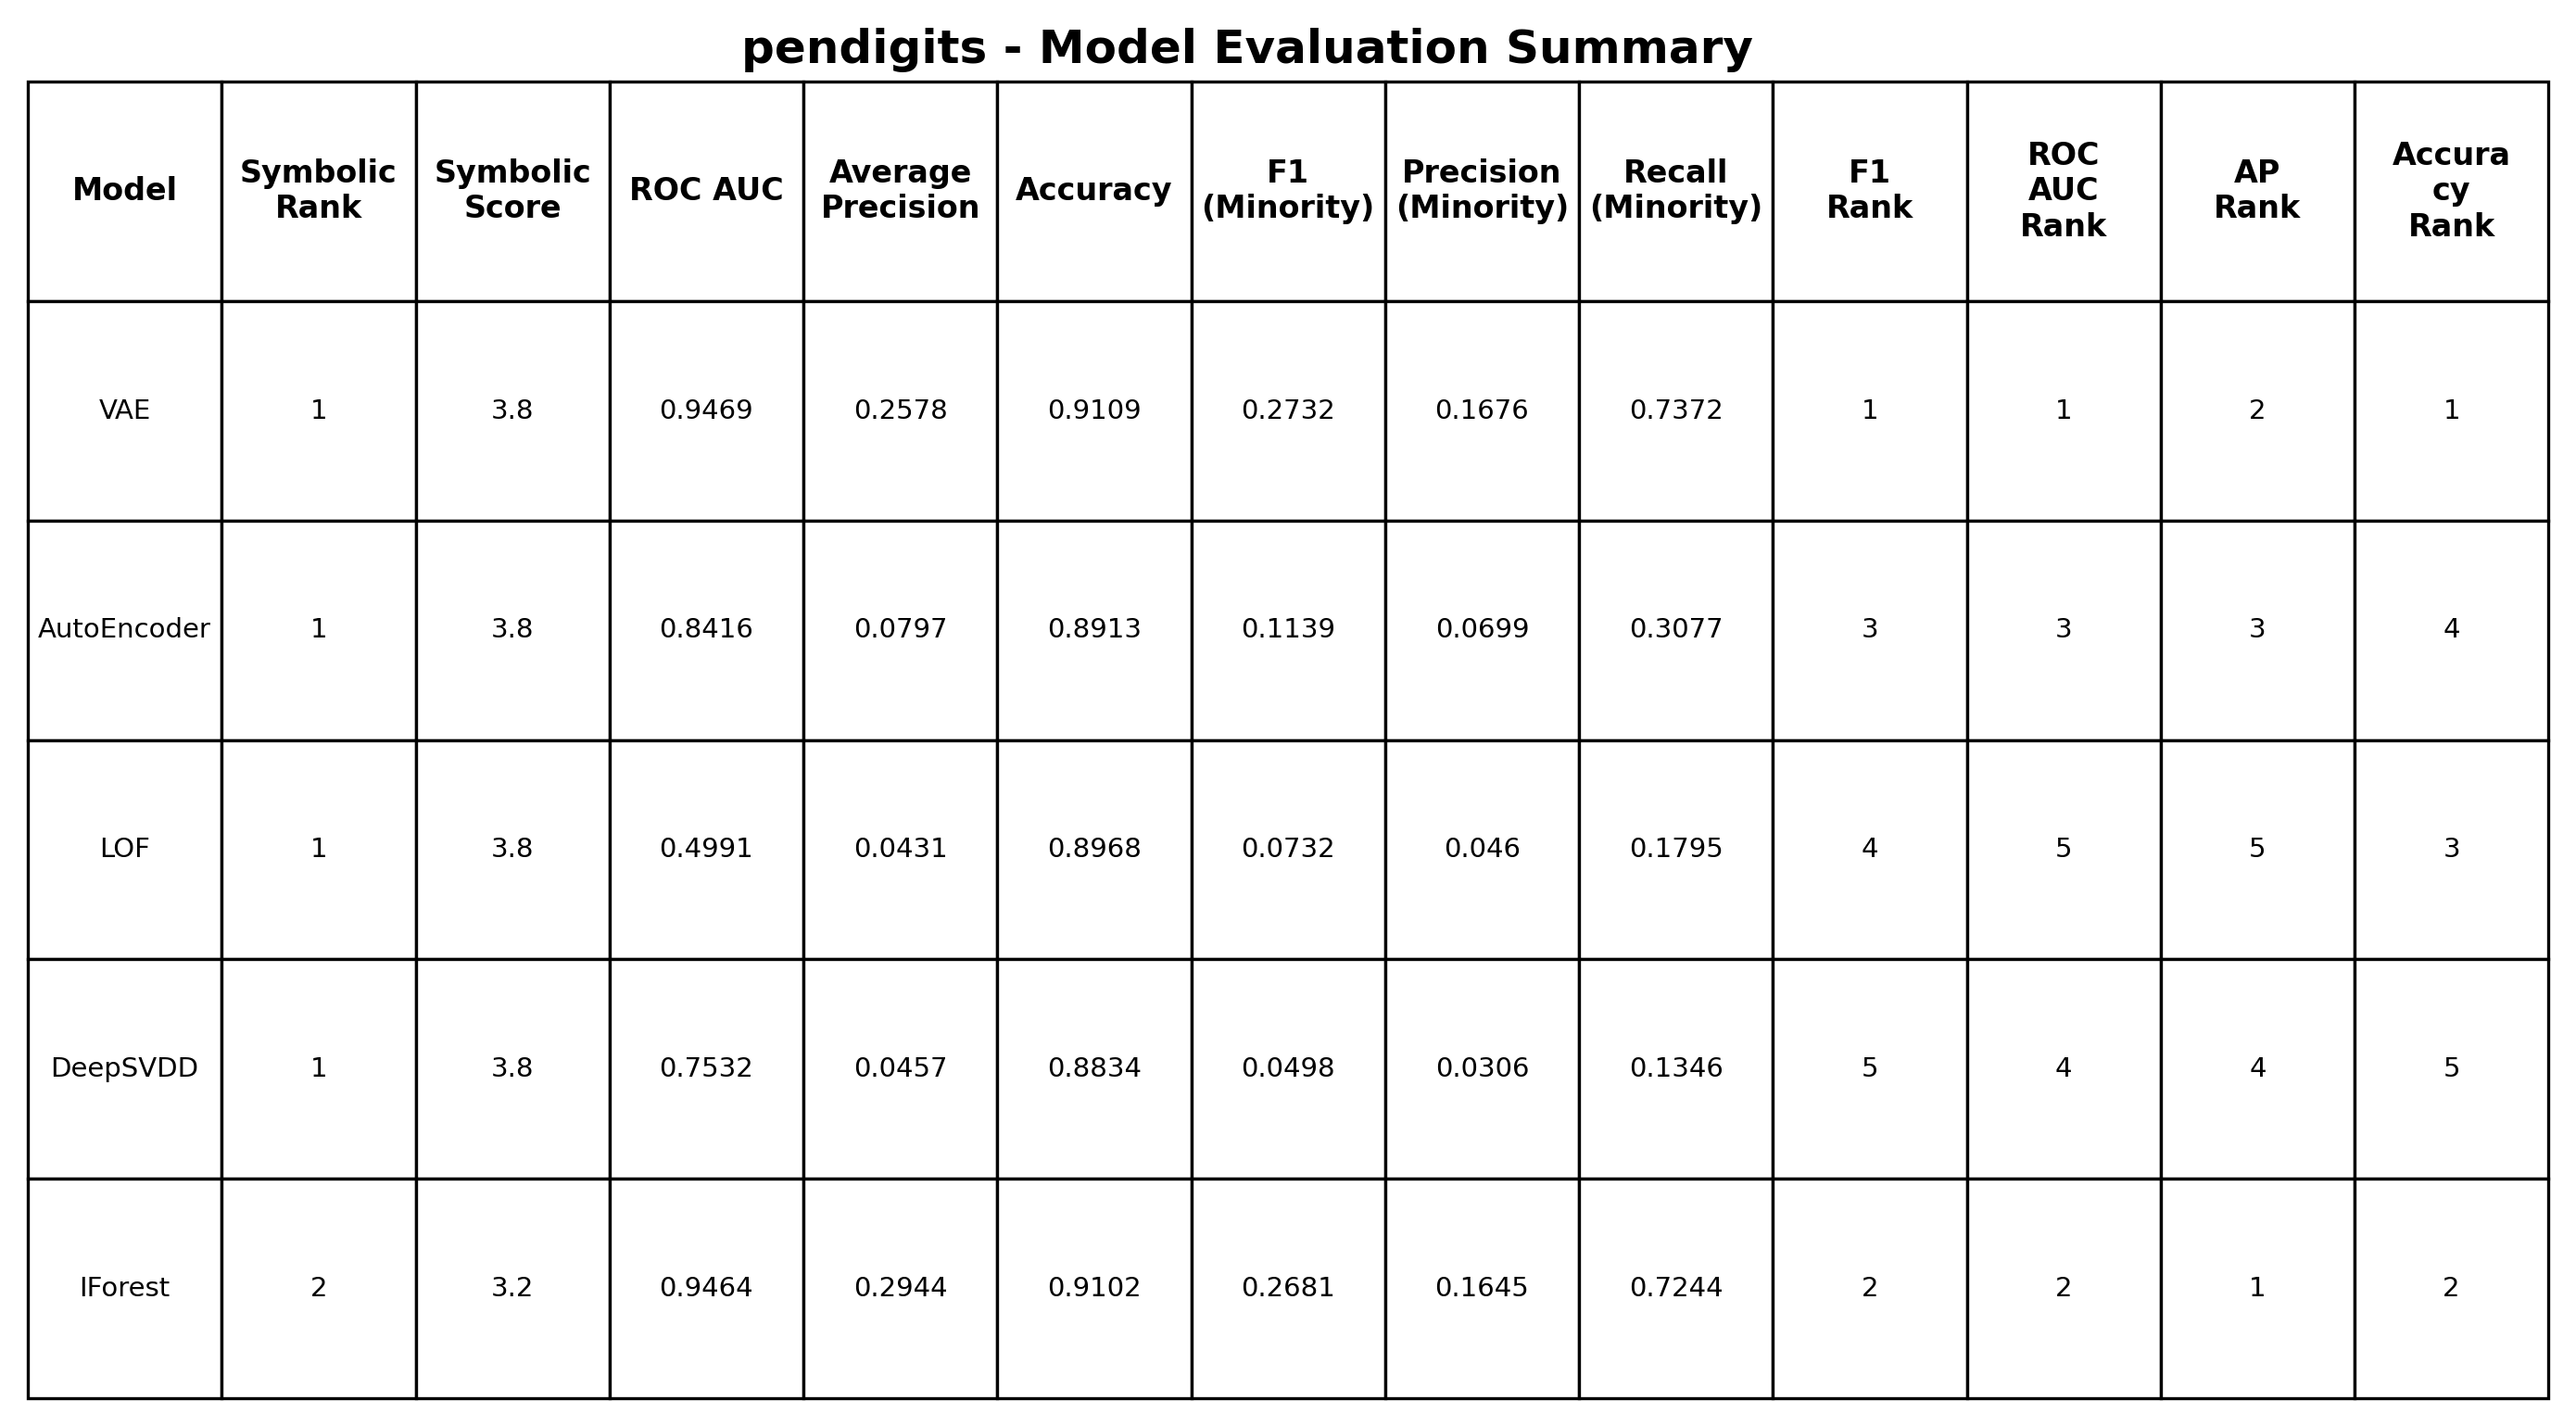 pendigits - Model Evaluation Summary
Model Symbolic Rank Symbolic Score ROC AUC Average Precision Accuracy F1 (Minority) Precision (Minority) Recall (Minority) F1 Rank ROC AUC Rank AP Rank Accura cy Rank
VAE 1 3.8 0.9469 0.2578 0.9109 0.2732 0.1676 0.7372 1 1 2 1
AutoEncoder 1 3.8 0.8416 0.0797 0.8913 0.1139 0.0699 0.3077 3 3 3 4
LOF 1 3.8 0.4991 0.0431 0.8968 0.0732 0.046 0.1795 4 5 5 3
DeepSVDD 1 3.8 0.7532 0.0457 0.8834 0.0498 0.0306 0.1346 5 4 4 5
IForest 2 3.2 0.9464 0.2944 0.9102 0.2681 0.1645 0.7244 2 2 1 2